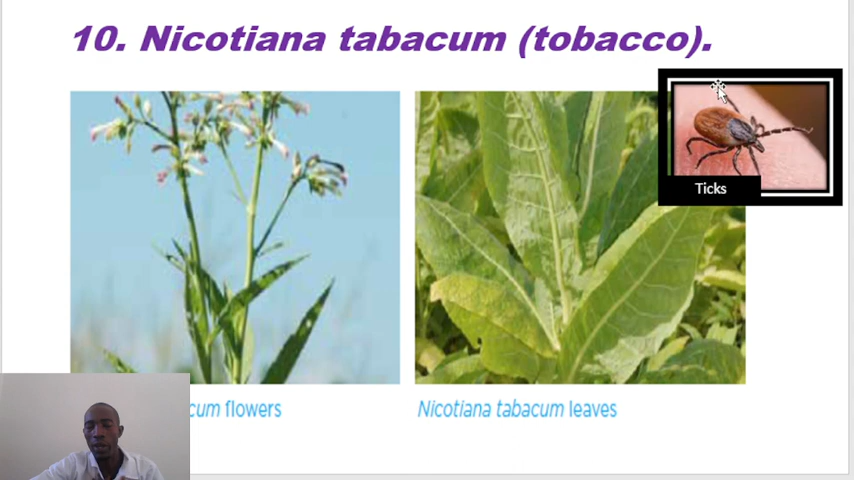 10. Nicotiana tabacum (tobacco).
Ticks
cum flowers
Nicotiana tabacum leaves